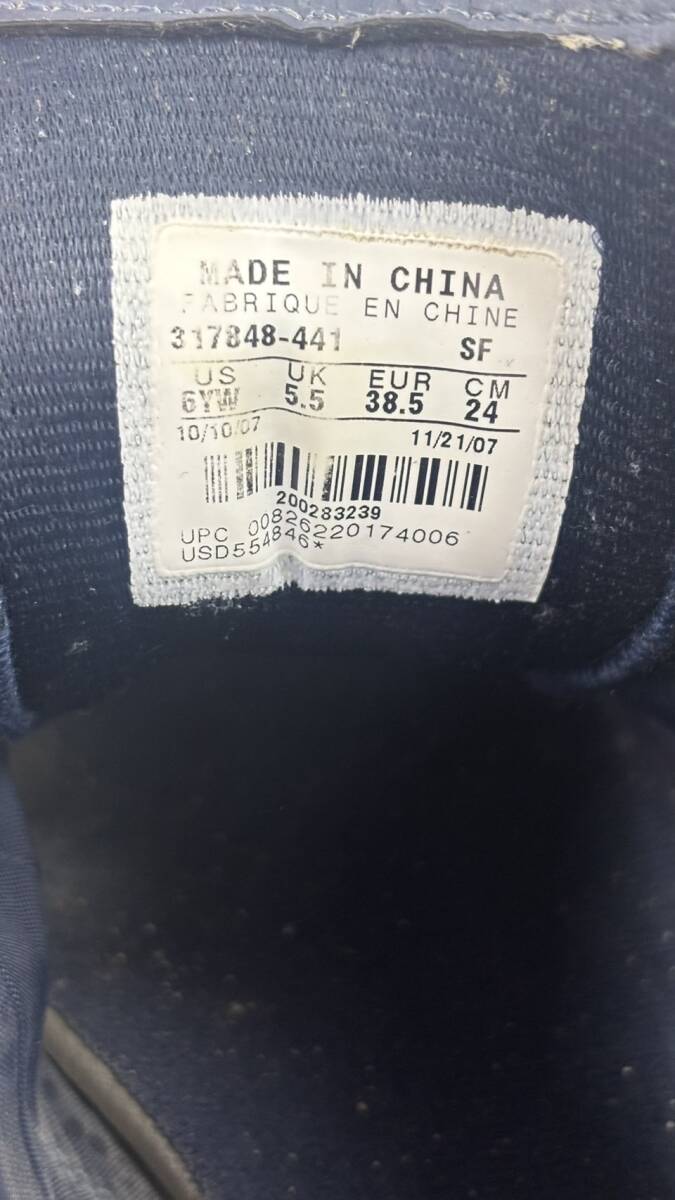 MADE IN CHINA
FABRIQUE EN CHINE
317848-441 SF
US UK EUR CM
6YW 5.5 38.5 24
10/10/07 11/21/07
200283239
UPC 00826220174006
USD554846*